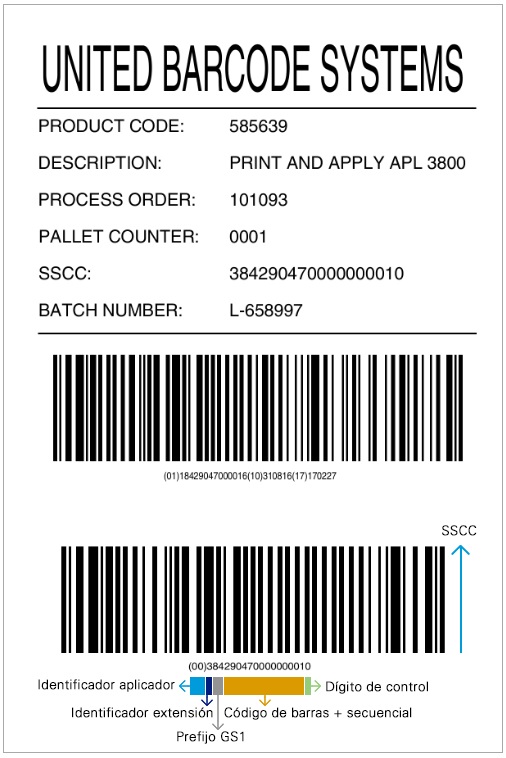 UNITED BARCODE SYSTEMS
PRODUCT CODE: 585639
DESCRIPTION: PRINT AND APPLY APL 3800
PROCESS ORDER: 101093
PALLET COUNTER: 0001
SSCC: 384290470000000010
BATCH NUMBER: L-658997
(01)18429047000016(10)310816(17)170227
SSCC
(00)384290470000000010
Identificador aplicador
Dígito de control
Identificador extensión
Código de barras + secuencial
Prefijo GS1